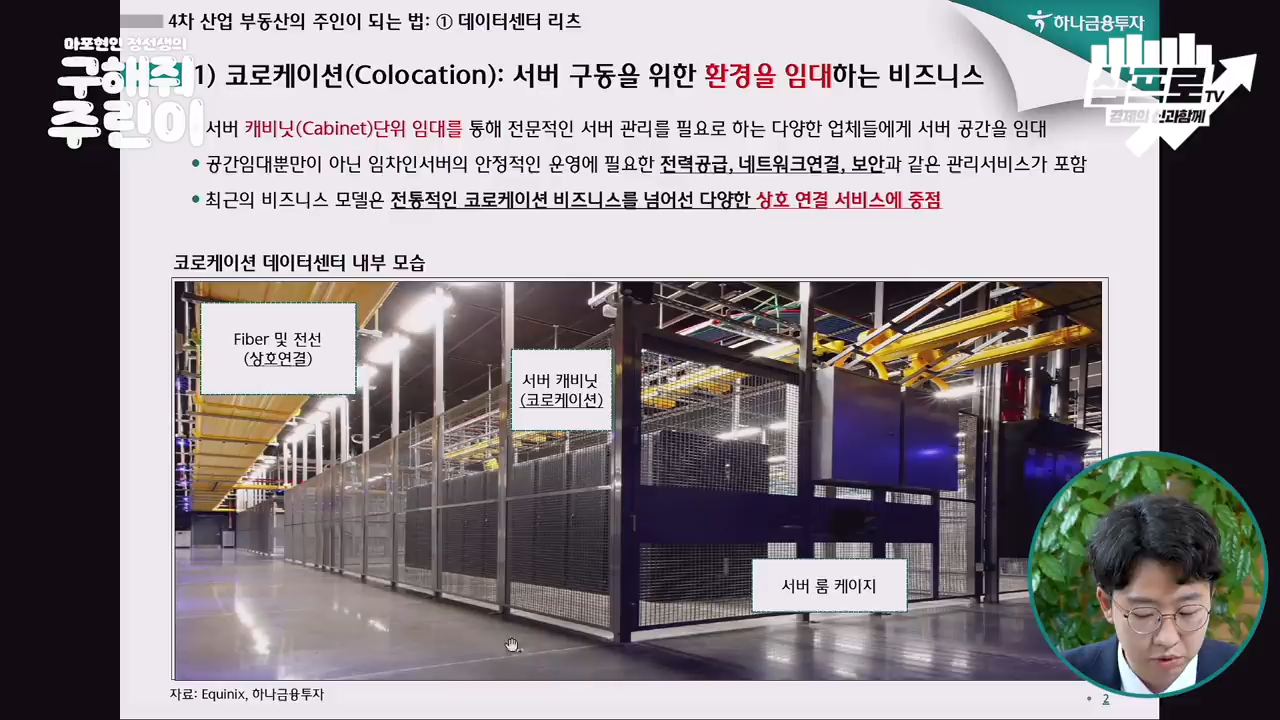 4차 산업 부동산의 주인이 되는 법: ① 데이터센터 리츠
하나금융투자
마포현인 정선생의
구해줘
주린이
삼프로TV
경제의 신과함께
1) 코로케이션(Colocation): 서버 구동을 위한 환경을 임대하는 비즈니스
서버 캐비닛(Cabinet)단위 임대를 통해 전문적인 서버 관리를 필요로 하는 다양한 업체들에게 서버 공간을 임대
• 공간임대뿐만이 아닌 임차인서버의 안정적인 운영에 필요한 전력공급, 네트워크연결, 보안과 같은 관리서비스가 포함
• 최근의 비즈니스 모델은 전통적인 코로케이션 비즈니스를 넘어선 다양한 상호 연결 서비스에 중점
코로케이션 데이터센터 내부 모습
Fiber 및 전선
(상호연결)
서버 캐비닛
(코로케이션)
서버 룸 케이지
자료: Equinix, 하나금융투자
• 2